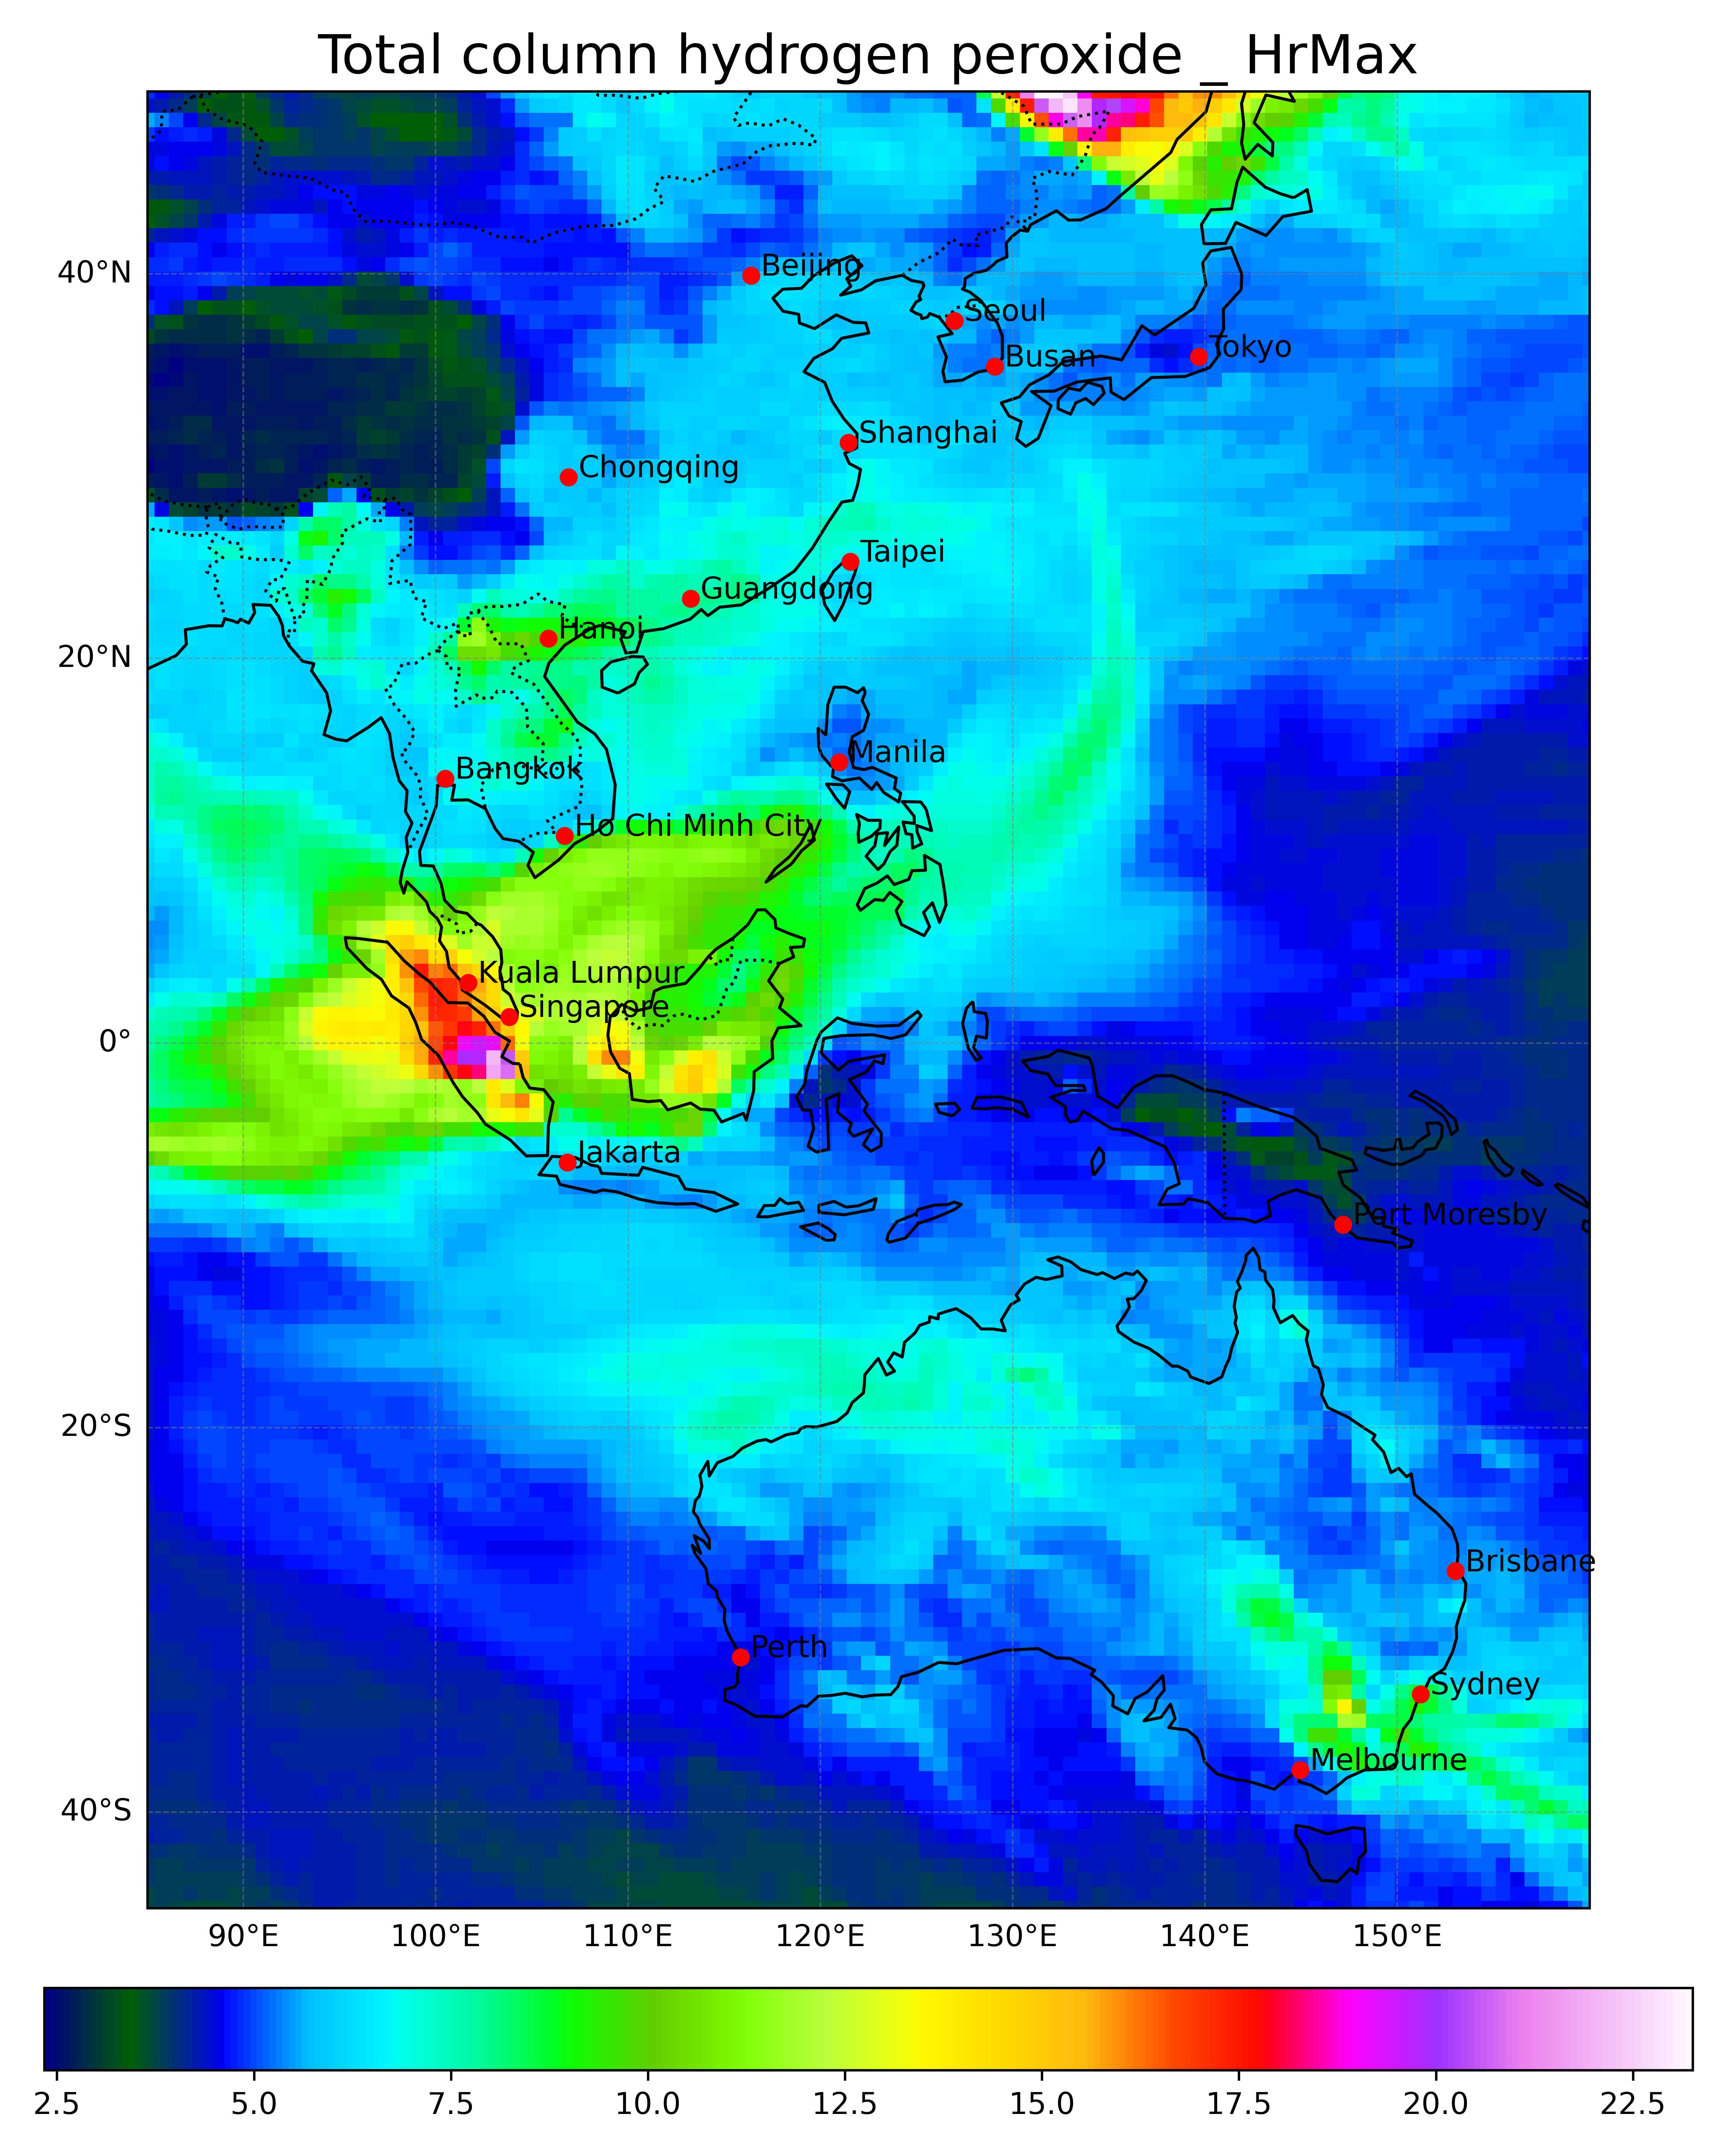 Total column hydrogen peroxide _ HrMax
40°N
20°N
0°
20°S
40°S
Beijing
Seoul
Busan
Tokyo
Shanghai
Chongqing
Taipei
Guangdong
Hanoi
Manila
Bangkok
Ho Chi Minh City
Kuala Lumpur
Singapore
Jakarta
Port Moresby
Brisbane
Perth
Sydney
Melbourne
90°E 100°E 110°E 120°E 130°E 140°E 150°E
2.5 5.0 7.5 10.0 12.5 15.0 17.5 20.0 22.5